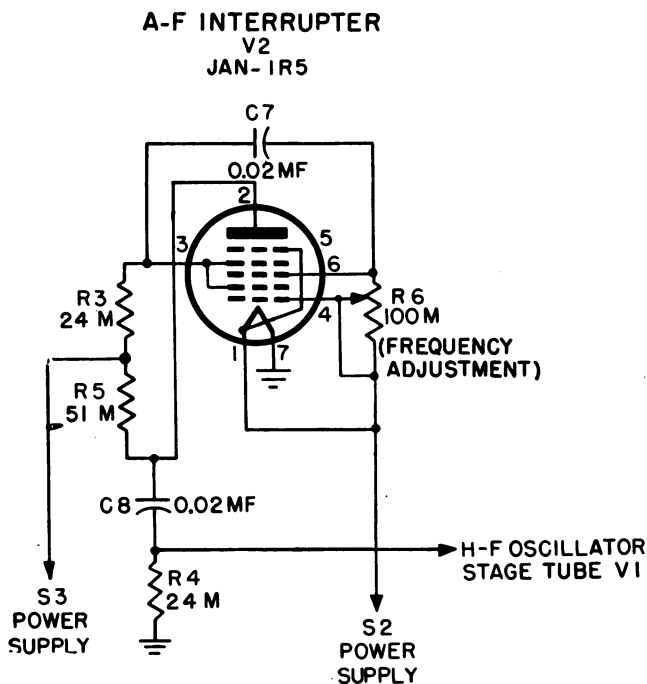 A-F INTERRUPTER
V2
JAN-1R5
C7
0.02MF
2
3
5
6
4
1
7
R3
24 M
R6
100M
(FREQUENCY
ADJUSTMENT)
R5
51 M
C8
0.02MF
R4
24 M
H-F OSCILLATOR
STAGE TUBE V1
S3
POWER
SUPPLY
S2
POWER
SUPPLY